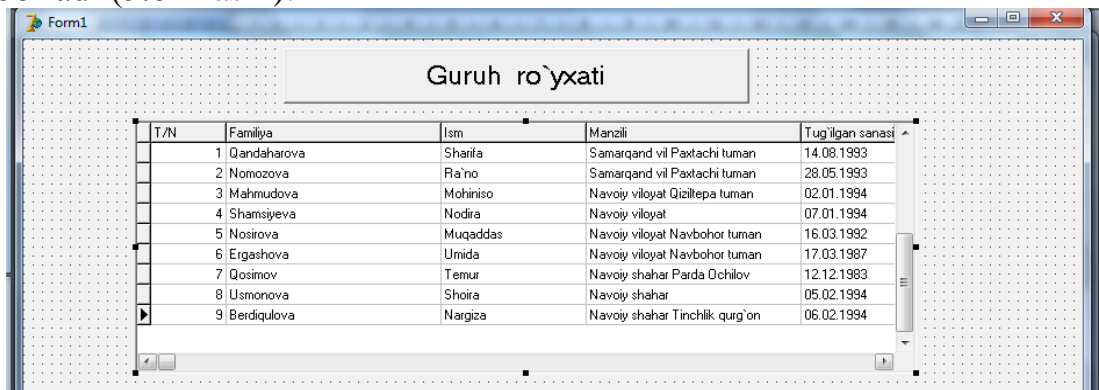 Form1
Guruh ro`yxati
T/N Familiya Ism Manzili Tug`ilgan sanasi
1 Qandaharova Sharifa Samarqand vil Paxtachi tuman 14.08.1993
2 Nomozova Ra`no Samarqand vil Paxtachi tuman 28.05.1993
3 Mahmudova Mohiniso Navoiy viloyat Qiziltepa tuman 02.01.1994
4 Shamsiyeva Nodira Navoiy viloyat 07.01.1994
5 Nosirova Muqaddas Navoiy viloyat Navbohor tuman 16.03.1992
6 Ergashova Umida Navoiy viloyat Navbohor tuman 17.03.1987
7 Qosimov Temur Navoiy shahar Parda Ochilov 12.12.1983
8 Usmonova Shoira Navoiy shahar 05.02.1994
9 Berdiqulova Nargiza Navoiy shahar Tinchlik qurg`on 06.02.1994